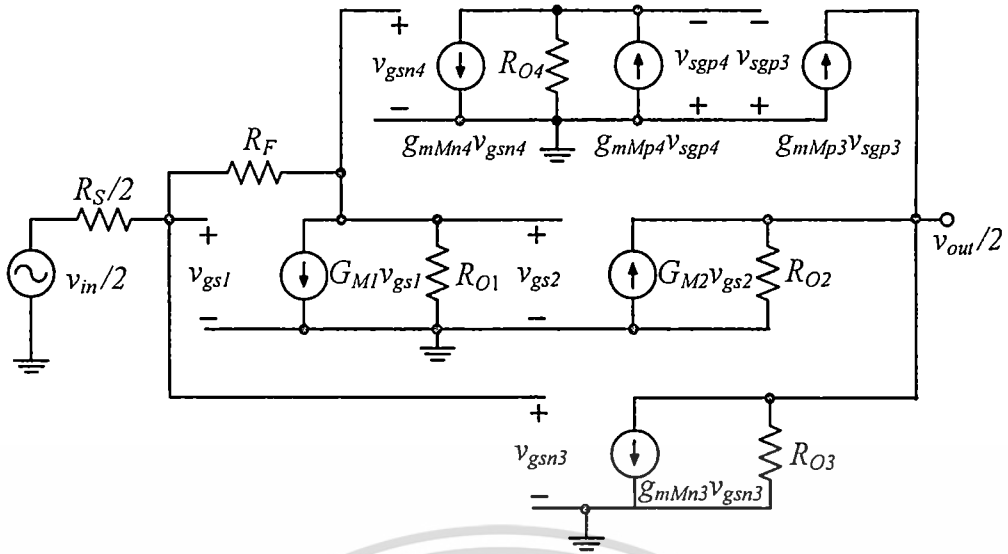 + − − 
v_gsn4 R_O4 v_sgp4 v_sgp3
− + +
g_mMn4v_gsn4 g_mMp4v_sgp4 g_mMp3v_sgp3
R_F
R_S/2
+ +
v_in/2 v_gs1 G_M1v_gs1 R_O1 v_gs2 G_M2v_gs2 R_O2 v_out/2
− −
+
v_gsn3 R_O3
− g_mMn3v_gsn3